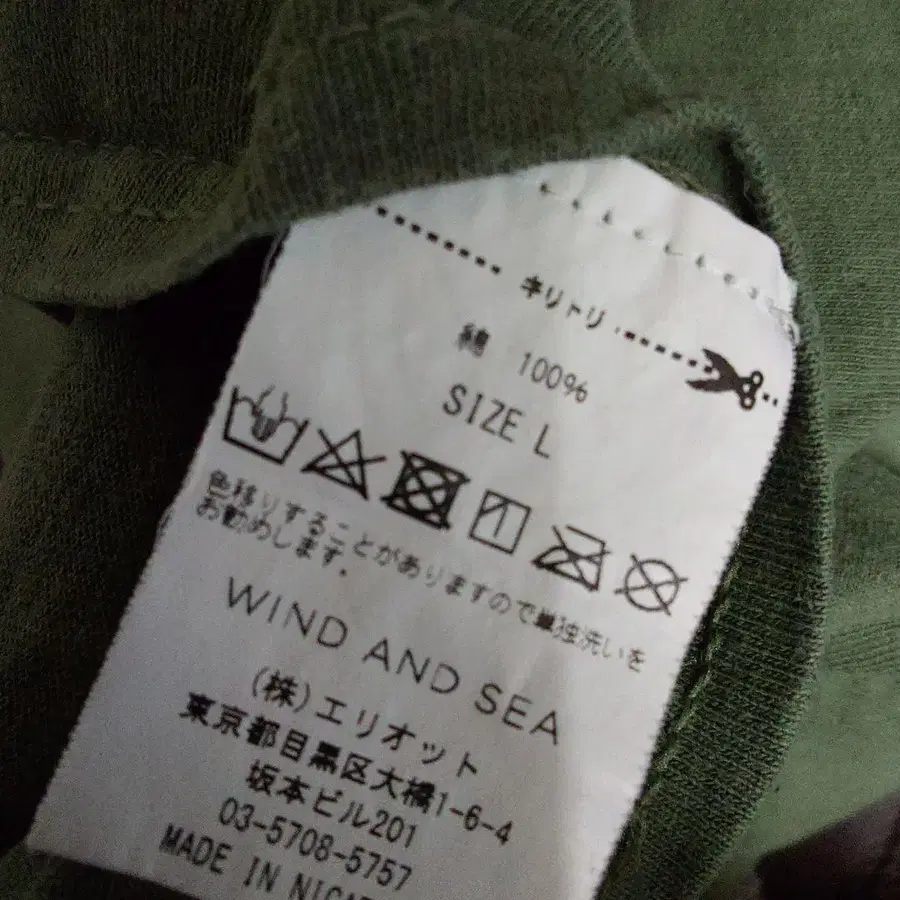 キリトリ
綿 100%
SIZE L
色移りすることがありますので単独洗いを
お勧めします.
WIND AND SEA
(株)エリオット
東京都目黒区大橋1-6-4
坂本ビル201
03-5708-5757
MADE IN